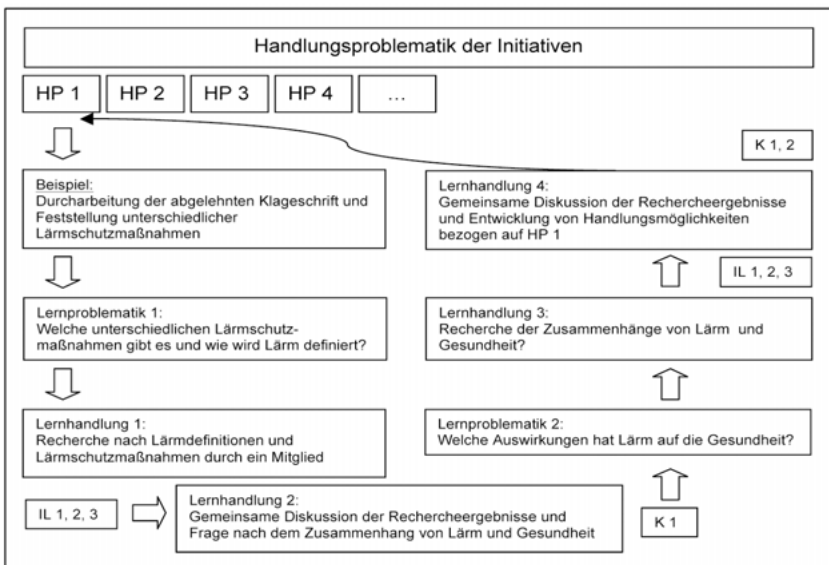 Handlungsproblematik der Initiativen
HP 1
HP 2
HP 3
HP 4
...
Beispiel:
Durcharbeitung der abgelehnten Klageschrift und
Feststellung unterschiedlicher
Lärmschutzmaßnahmen
Lernproblematik 1:
Welche unterschiedlichen Lärmschutz-
maßnahmen gibt es und wie wird Lärm definiert?
Lernhandlung 1:
Recherche nach Lärmdefinitionen und
Lärmschutzmaßnahmen durch ein Mitglied
IL 1, 2, 3
Lernhandlung 2:
Gemeinsame Diskussion der Rechercheergebnisse und
Frage nach dem Zusammenhang von Lärm und Gesundheit
K 1
Lernproblematik 2:
Welche Auswirkungen hat Lärm auf die Gesundheit?
Lernhandlung 3:
Recherche der Zusammenhänge von Lärm und
Gesundheit?
IL 1, 2, 3
Lernhandlung 4:
Gemeinsame Diskussion der Rechercheergebnisse
und Entwicklung von Handlungsmöglichkeiten
bezogen auf HP 1
K 1, 2